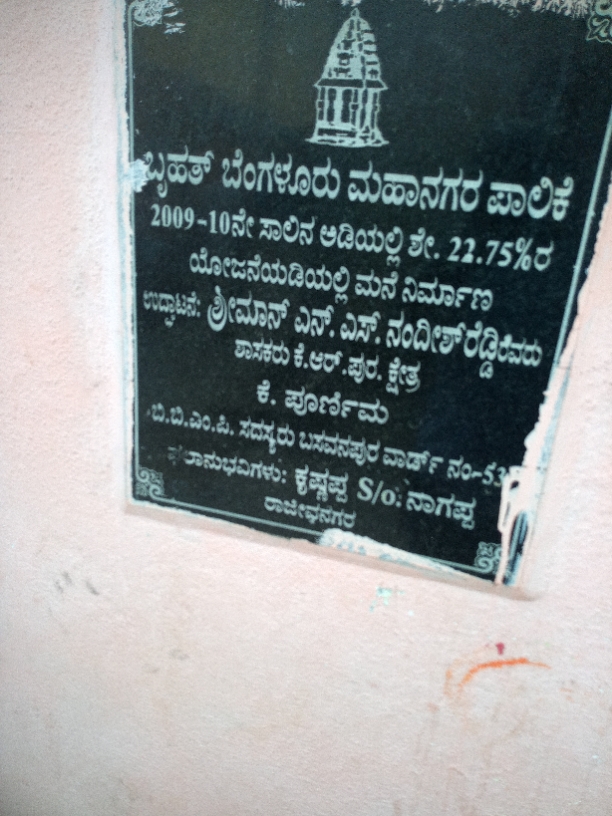 ಬೃಹತ್ ಬೆಂಗಳೂರು ಮಹಾನಗರ ಪಾಲಿಕೆ
2009-10ನೇ ಸಾಲಿನ ಅಡಿಯಲ್ಲಿ ಶೇ. 22.75%ರ
ಯೋಜನೆಯಡಿಯಲ್ಲಿ ಮನೆ ನಿರ್ಮಾಣ
ಉದ್ಘಾಟನೆ: ಶ್ರೀಮಾನ್ ಎನ್. ಎಸ್. ನಂದೀಶ್‌ರೆಡ್ಡಿರವರು
ಶಾಸಕರು ಕೆ.ಆರ್.ಪುರ. ಕ್ಷೇತ್ರ
ಕೆ. ಪೂರ್ಣಿಮ
ಬಿ.ಬಿ.ಎಂ.ಪಿ. ಸದಸ್ಯರು ಬಸವನಪುರ ವಾರ್ಡ್ ನಂ-53
ಫಲಾನುಭವಿಗಳು: ಕೃಷ್ಣಪ್ಪ S/o: ನಾಗಪ್ಪ
ರಾಜೀವನಗರ